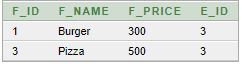 F_ID F_NAME F_PRICE E_ID
1 Burger 300 3
3 Pizza 500 3